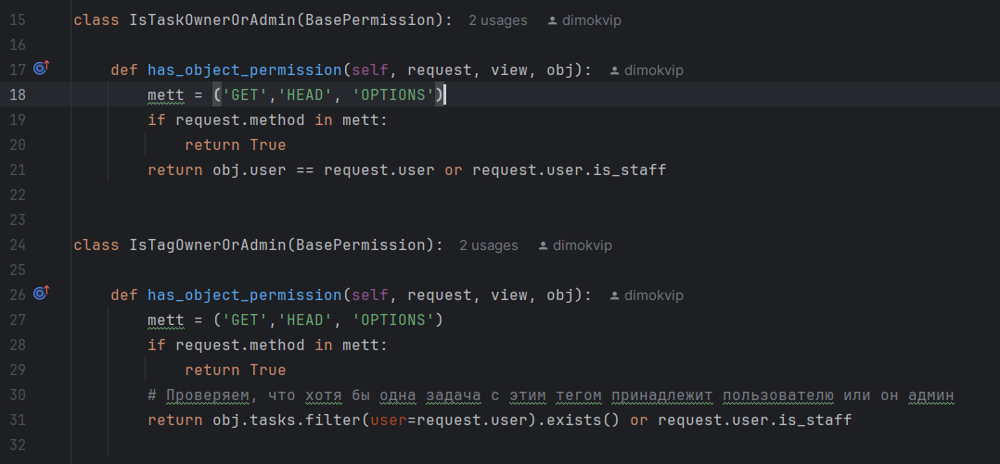 15 class IsTaskOwnerOrAdmin(BasePermission): 2 usages dimokvip
16
17 def has_object_permission(self, request, view, obj): dimokvip
18 mett = ('GET','HEAD', 'OPTIONS')
19 if request.method in mett:
20 return True
21 return obj.user == request.user or request.user.is_staff
22
23
24 class IsTagOwnerOrAdmin(BasePermission): 2 usages dimokvip
25
26 def has_object_permission(self, request, view, obj): dimokvip
27 mett = ('GET','HEAD', 'OPTIONS')
28 if request.method in mett:
29 return True
30 # Проверяем, что хотя бы одна задача с этим тегом принадлежит пользователю или он админ
31 return obj.tasks.filter(user=request.user).exists() or request.user.is_staff
32